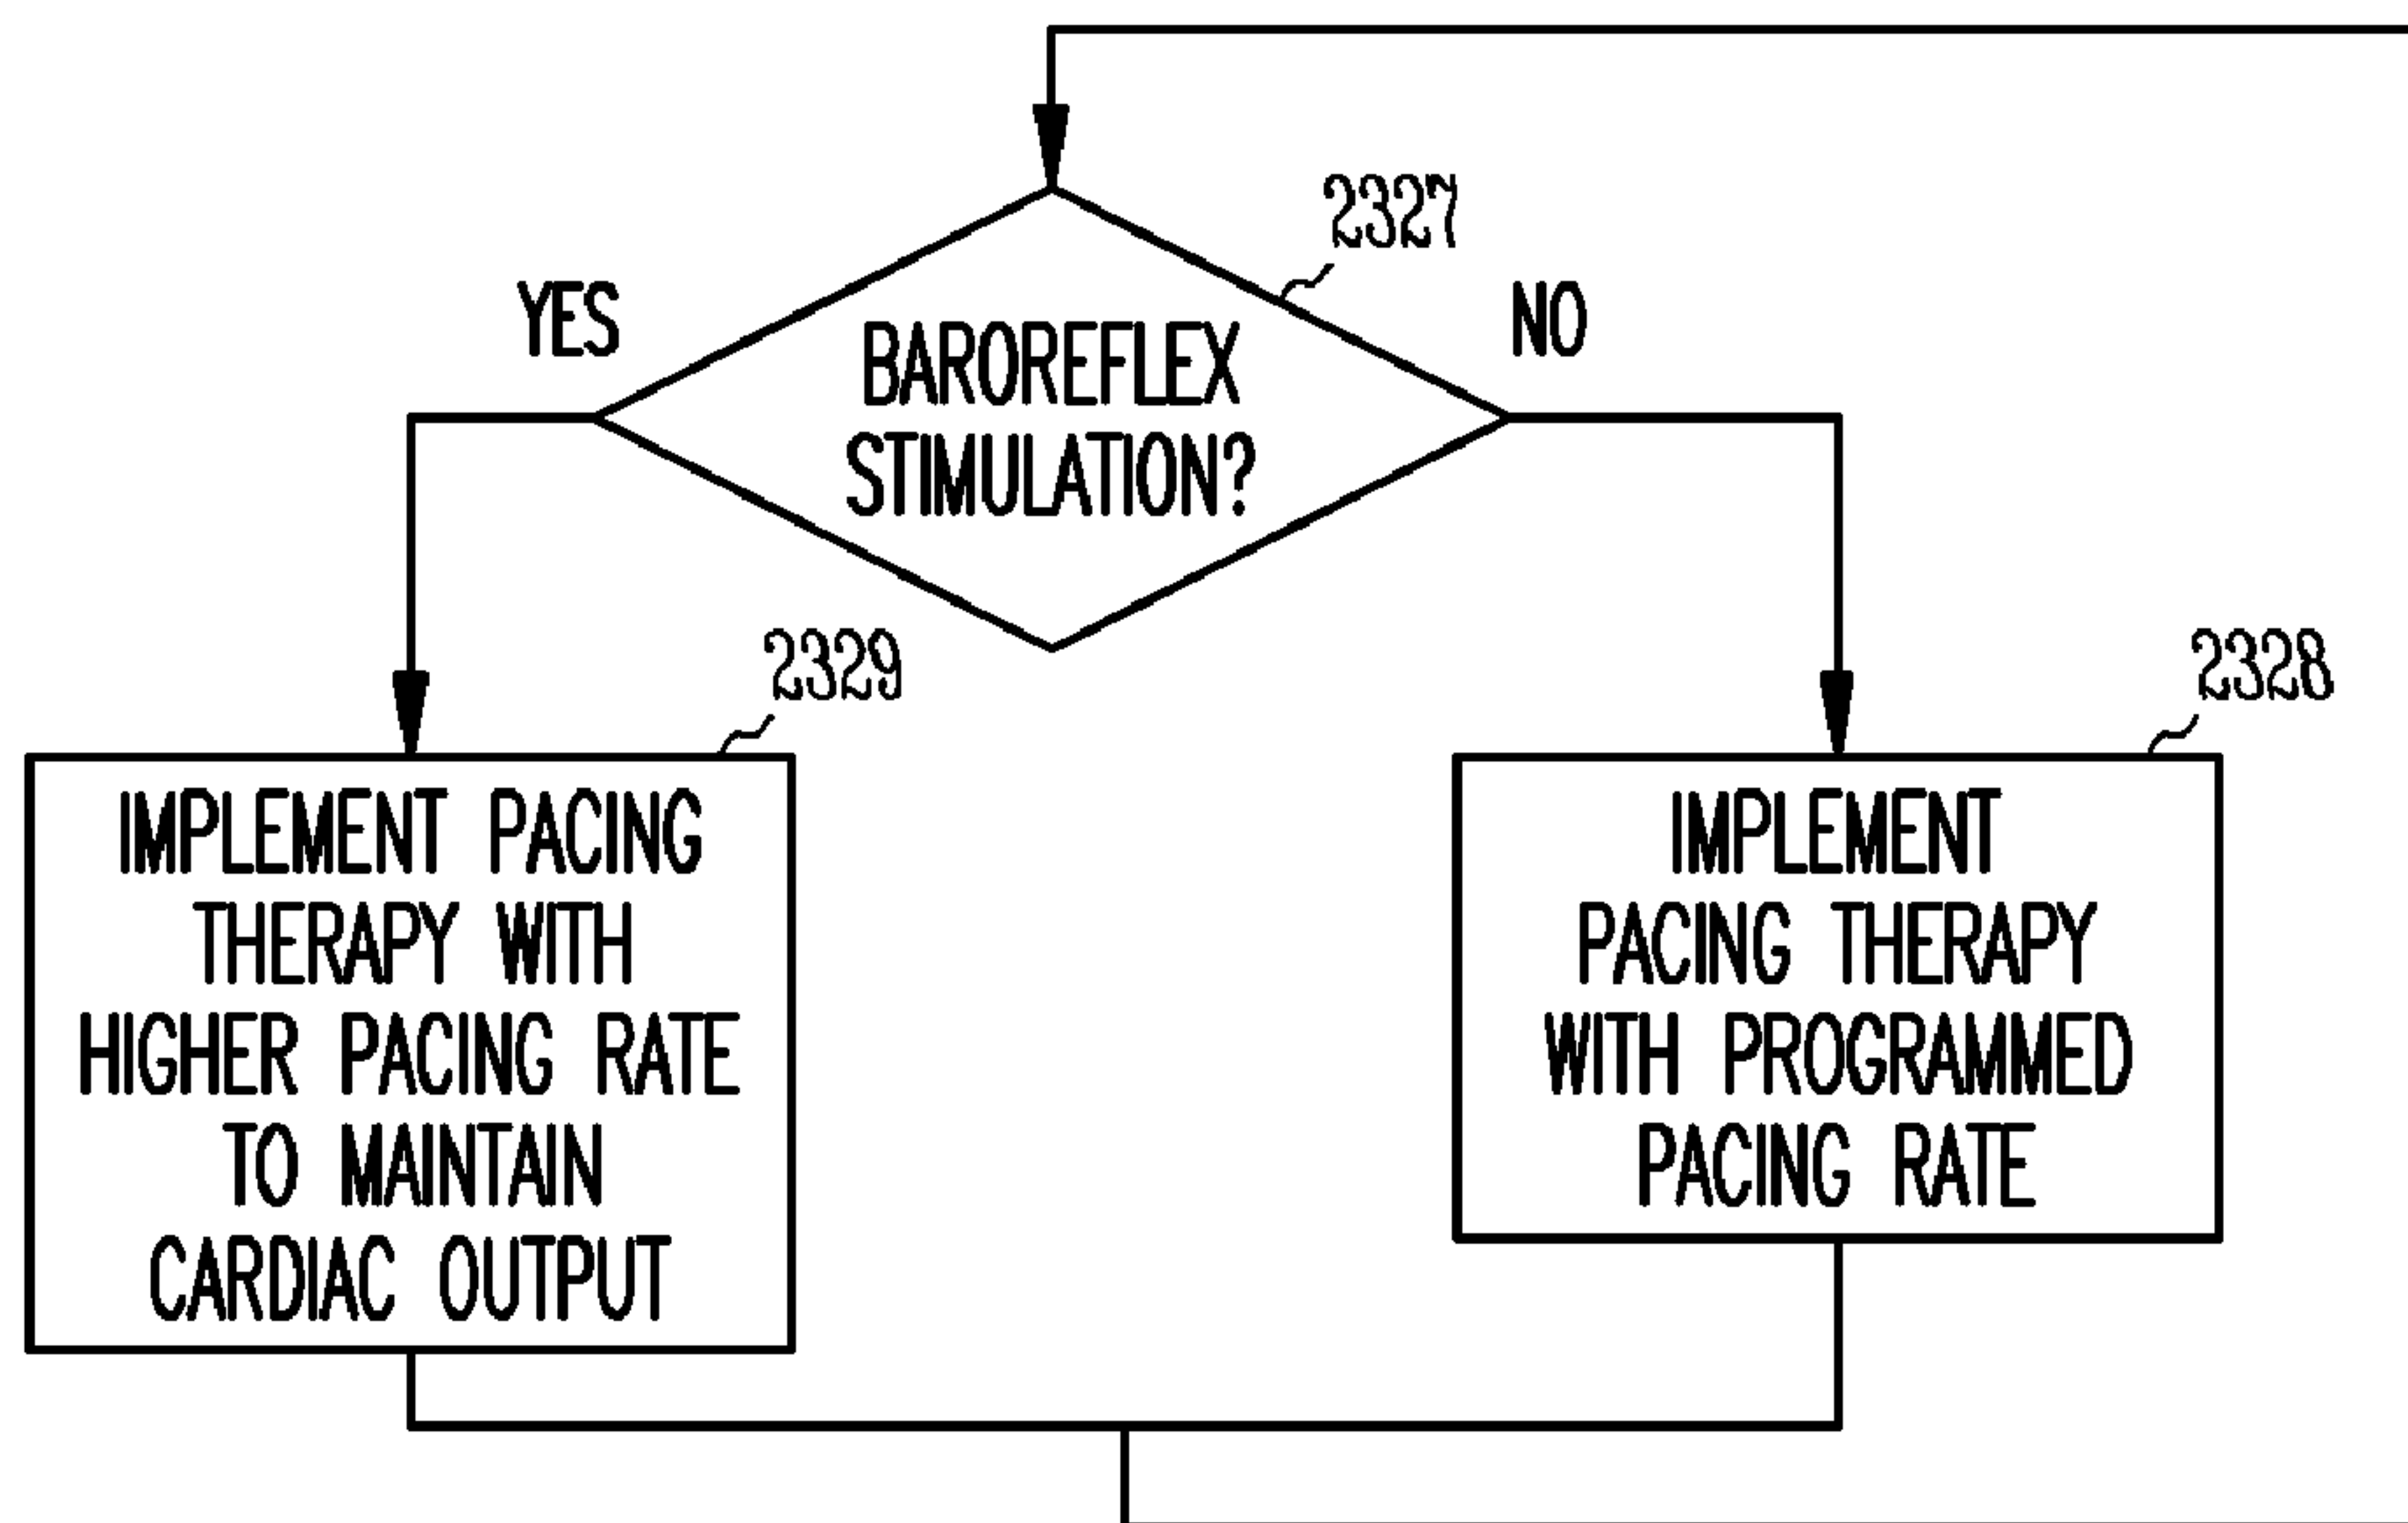 2327
YES
NO
BAROREFLEX
STIMULATION?
2329
2328
IMPLEMENT PACING
THERAPY WITH
HIGHER PACING RATE
TO MAINTAIN
CARDIAC OUTPUT
IMPLEMENT
PACING THERAPY
WITH PROGRAMMED
PACING RATE